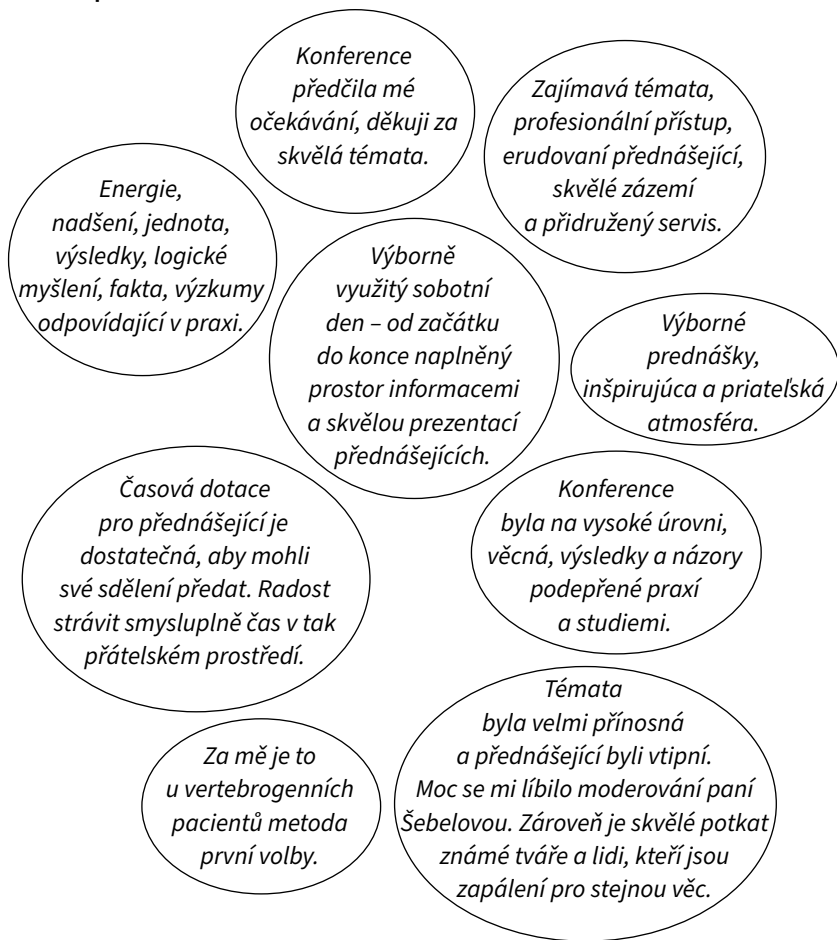 Konference
předčila mé
očekávání, děkuji za
skvělá témata.
Zajímavá témata,
profesionální přístup,
erudovaní přednášející,
skvělé zázemí
a přidružený servis.
Energie,
nadšení, jednota,
výsledky, logické
myšlení, fakta, výzkumy
odpovídající v praxi.
Výborně
využitý sobotní
den – od začátku
do konce naplněný
prostor informacemi
a skvělou prezentací
přednášejících.
Výborné
prednášky,
inšpirujúca a priateľská
atmosféra.
Časová dotace
pro přednášející je
dostatečná, aby mohli
své sdělení předat. Radost
strávit smysluplně čas v tak
přátelském prostředí.
Konference
byla na vysoké úrovni,
věcná, výsledky a názory
podepřené praxí
a studiemi.
Za mě je to
u vertebrogenních
pacientů metoda
první volby.
Témata
byla velmi přínosná
a přednášející byli vtipní.
Moc se mi líbilo moderování paní
Šebelovou. Zároveň je skvělé potkat
známé tváře a lidi, kteří jsou
zapálení pro stejnou věc.